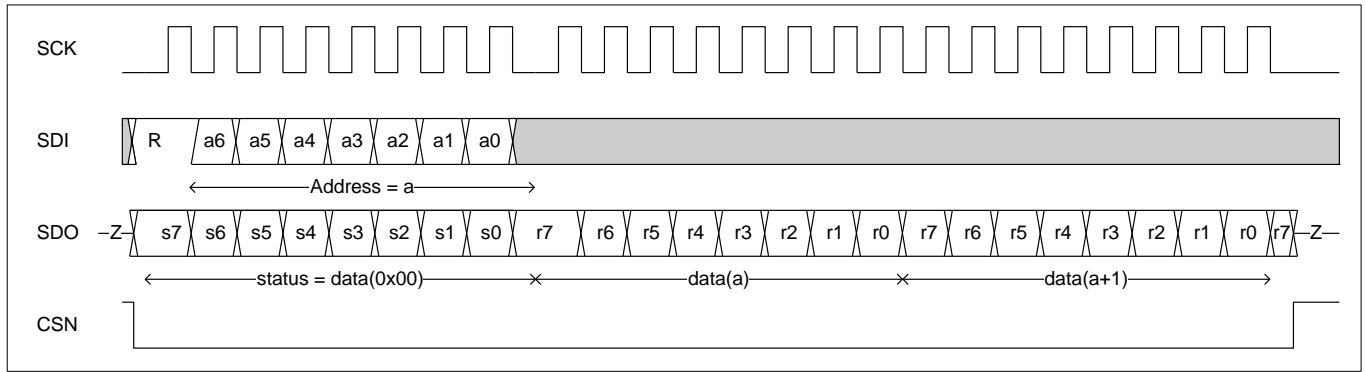 SCK
SDI R a6 a5 a4 a3 a2 a1 a0
Address = a
SDO Z s7 s6 s5 s4 s3 s2 s1 s0 r7 r6 r5 r4 r3 r2 r1 r0 r7 r6 r5 r4 r3 r2 r1 r0 r7 Z
status = data(0x00) data(a) data(a+1)
CSN